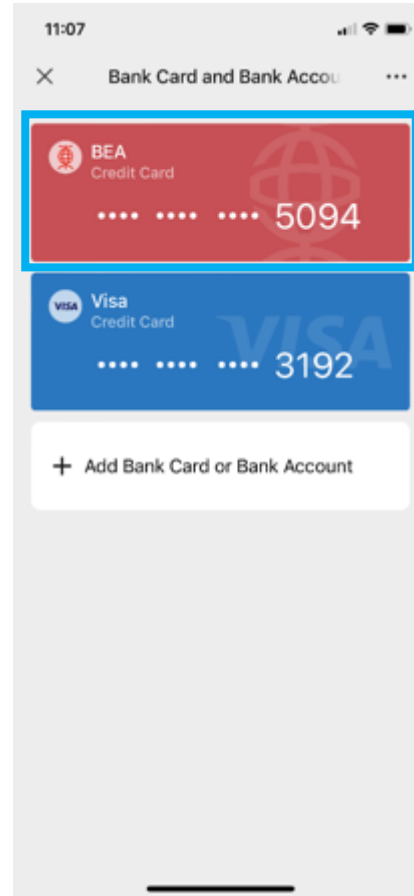 11:07
Bank Card and Bank Accou
BEA
Credit Card
•••• •••• •••• 5094
VISA Visa
Credit Card
VISA
•••• •••• •••• 3192
+ Add Bank Card or Bank Account